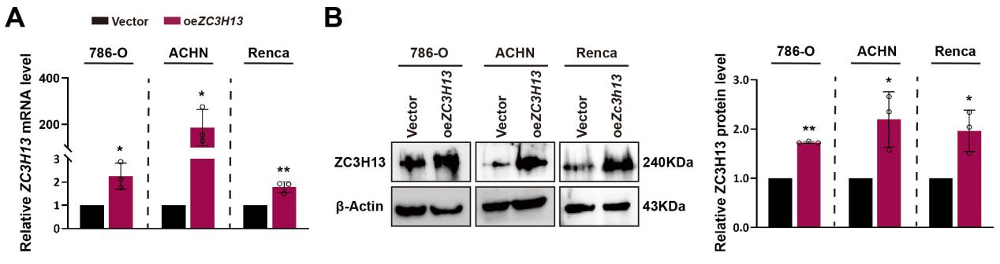 A
Vector oeZC3H13
786-O ACHN Renca
Relative ZC3H13 mRNA level
400
200
3
2
1
0
* * **
B
786-O ACHN Renca
Vector oeZC3H13 Vector oeZC3H13 Vector oeZc3h13
ZC3H13 240KDa
β-Actin 43KDa
786-O ACHN Renca
Relative ZC3H13 protein level
3.0
2.0
1.0
0.0
** * *